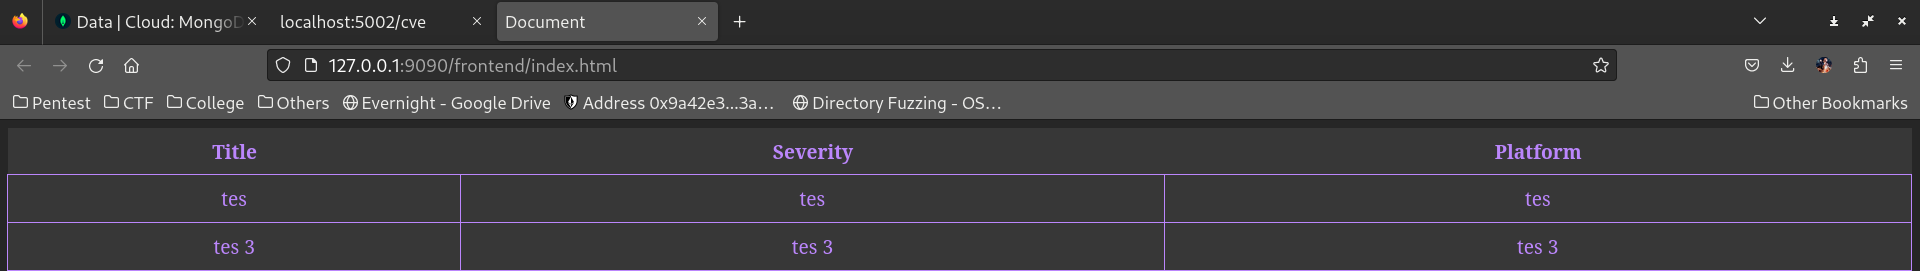 Data | Cloud: MongoD
localhost:5002/cve
Document
127.0.0.1:9090/frontend/index.html
Pentest CTF College Others Evernight - Google Drive Address 0x9a42e3...3a... Directory Fuzzing - OS... Other Bookmarks
Title Severity Platform
tes tes tes
tes 3 tes 3 tes 3